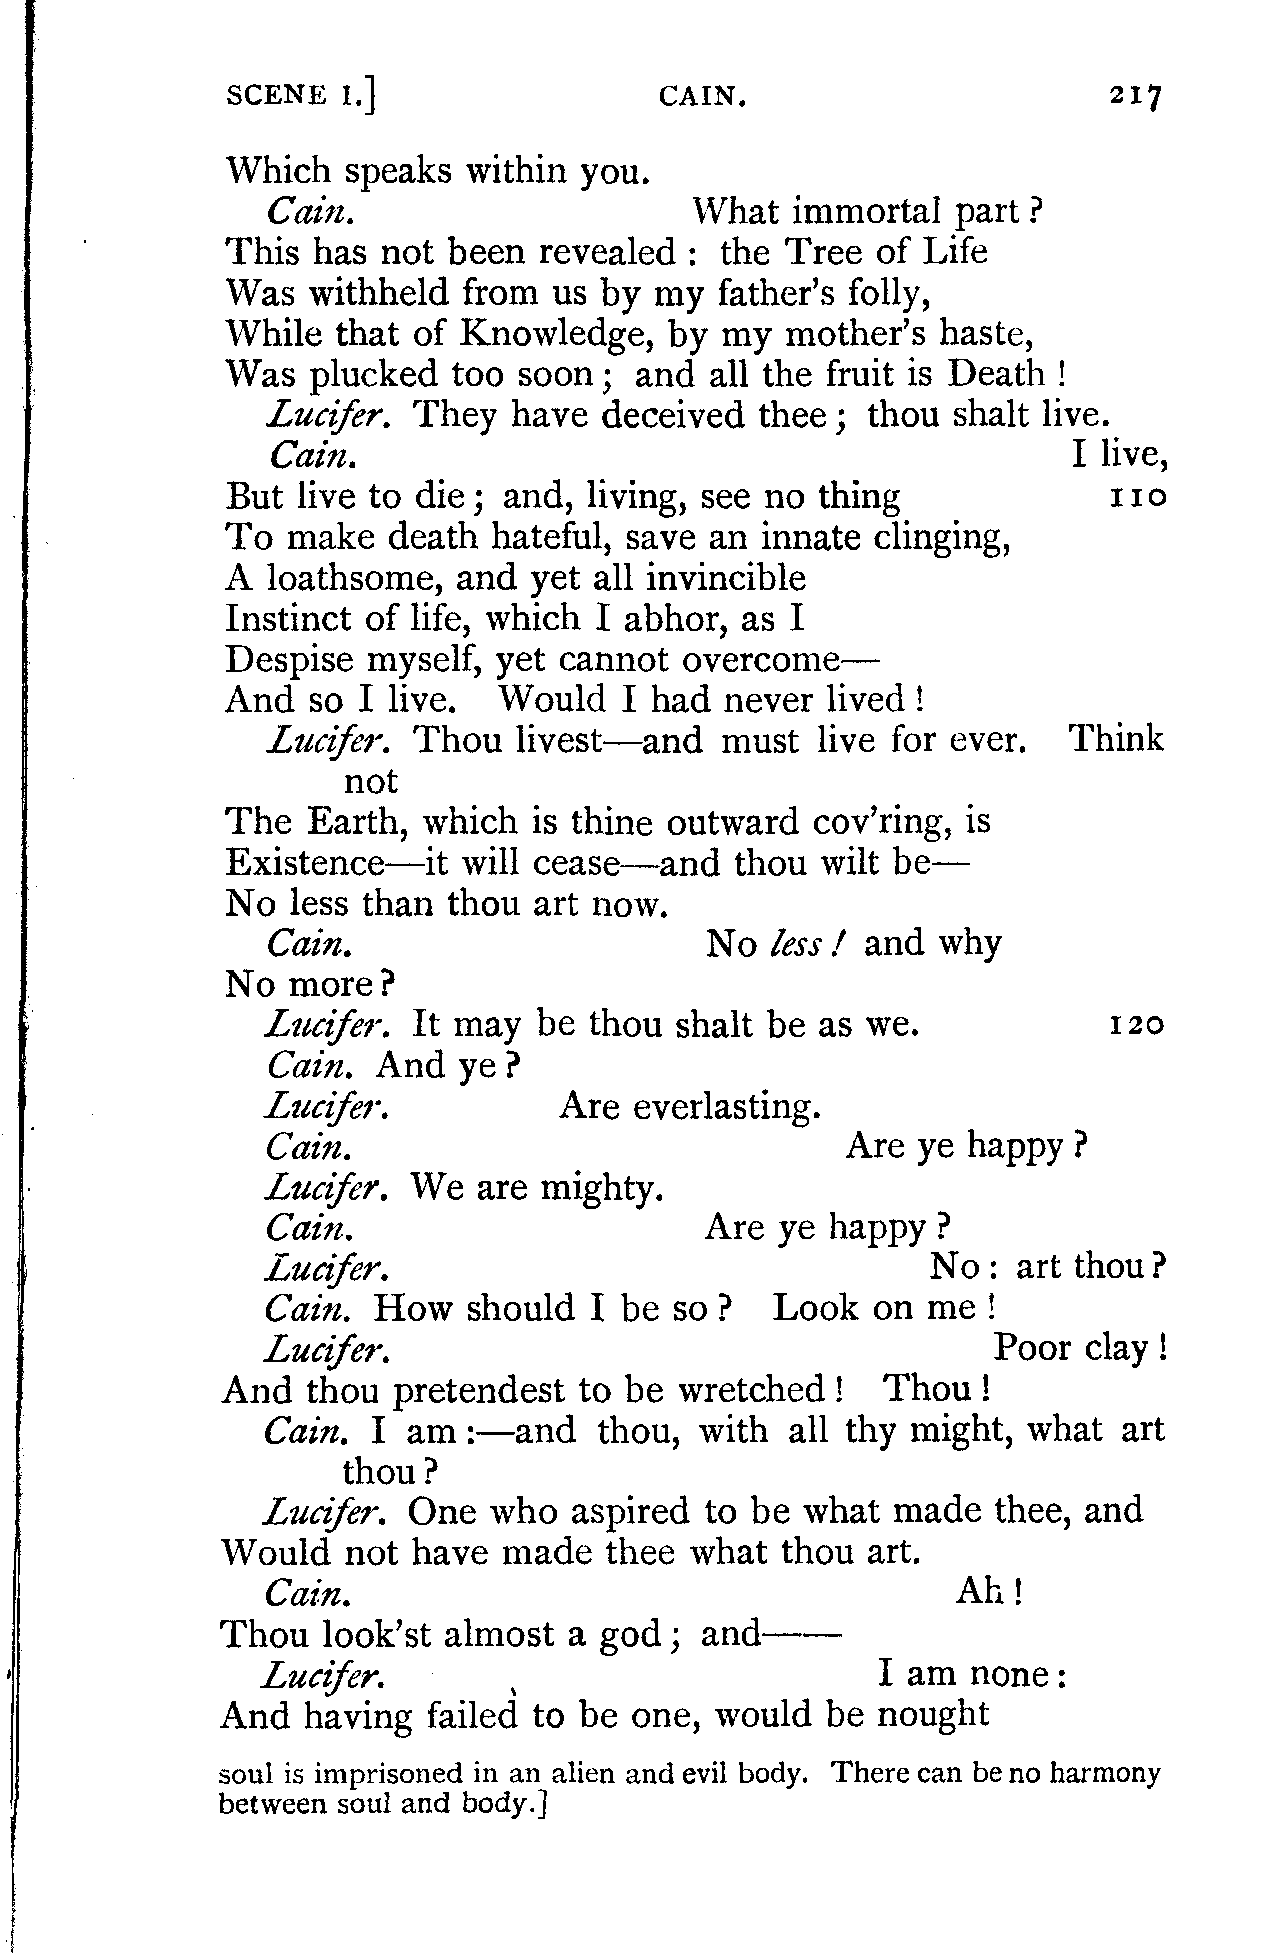 SCENE I.] CAIN. 217
Which speaks within you.
Cain. What immortal part ?
This has not been revealed : the Tree of Life
Was withheld from us by my father's folly,
While that of Knowledge, by my mother's haste,
Was plucked too soon ; and all the fruit is Death !
Lucifer. They have deceived thee ; thou shalt live.
Cain. I live,
But live to die ; and, living, see no thing 110
To make death hateful, save an innate clinging,
A loathsome, and yet all invincible
Instinct of life, which I abhor, as I
Despise myself, yet cannot overcome—
And so I live. Would I had never lived !
Lucifer. Thou livest—and must live for ever. Think
not
The Earth, which is thine outward cov'ring, is
Existence—it will cease—and thou wilt be—
No less than thou art now.
Cain. No less ! and why
No more ?
Lucifer. It may be thou shalt be as we. 120
Cain. And ye ?
Lucifer. Are everlasting.
Cain. Are ye happy ?
Lucifer. We are mighty.
Cain. Are ye happy ?
Lucifer. No : art thou ?
Cain. How should I be so ? Look on me !
Lucifer. Poor clay !
And thou pretendest to be wretched ! Thou !
Cain. I am :—and thou, with all thy might, what art
thou ?
Lucifer. One who aspired to be what made thee, and
Would not have made thee what thou art.
Cain. Ah !
Thou look'st almost a god ; and——
Lucifer. I am none :
And having failed to be one, would be nought
soul is imprisoned in an alien and evil body. There can be no harmony
between soul and body.]